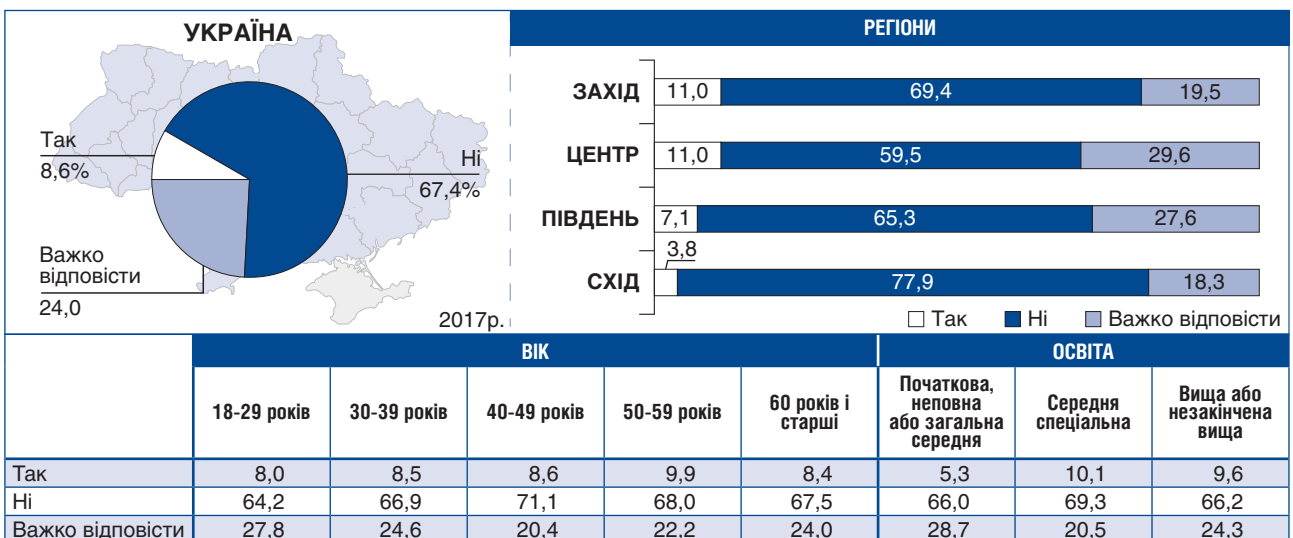 УКРАЇНА
Так
8,6%
Ні
67,4%
Важко
відповісти
24,0
2017р.
РЕГІОНИ
ЗАХІД 11,0 69,4 19,5
ЦЕНТР 11,0 59,5 29,6
ПІВДЕНЬ 7,1 65,3 27,6
СХІД 3,8 77,9 18,3
Так Ні Важко відповісти
ВІК ОСВІТА
18-29 років 30-39 років 40-49 років 50-59 років
60 років і
старші
Початкова,
неповна
або загальна
середня
Середня
спеціальна
Вища або
незакінчена
вища
Так 8,0 8,5 8,6 9,9 8,4 5,3 10,1 9,6
Ні 64,2 66,9 71,1 68,0 67,5 66,0 69,3 66,2
Важко відповісти 27,8 24,6 20,4 22,2 24,0 28,7 20,5 24,3